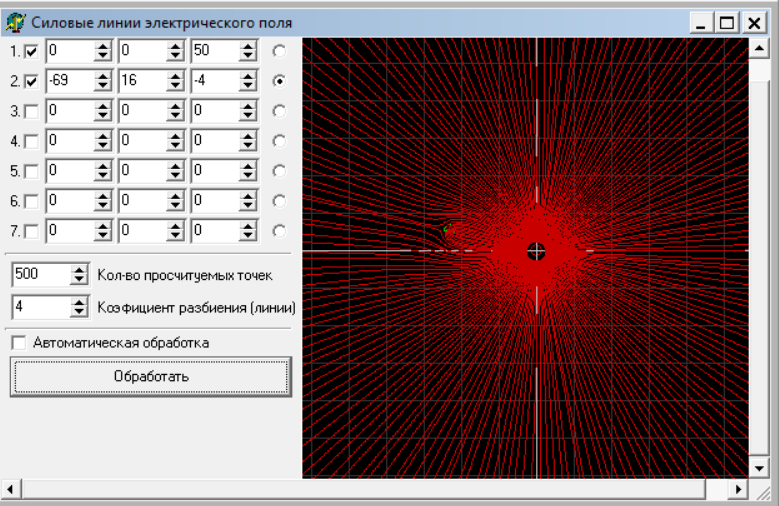 Силовые линии электрического поля
1. 0 0 50
2. -69 16 -4
3. 0 0 0
4. 0 0 0
5. 0 0 0
6. 0 0 0
7. 0 0 0
500 Кол-во просчитуемых точек
4 Коэфициент разбиения (линии)
Автоматическая обработка
Обработать